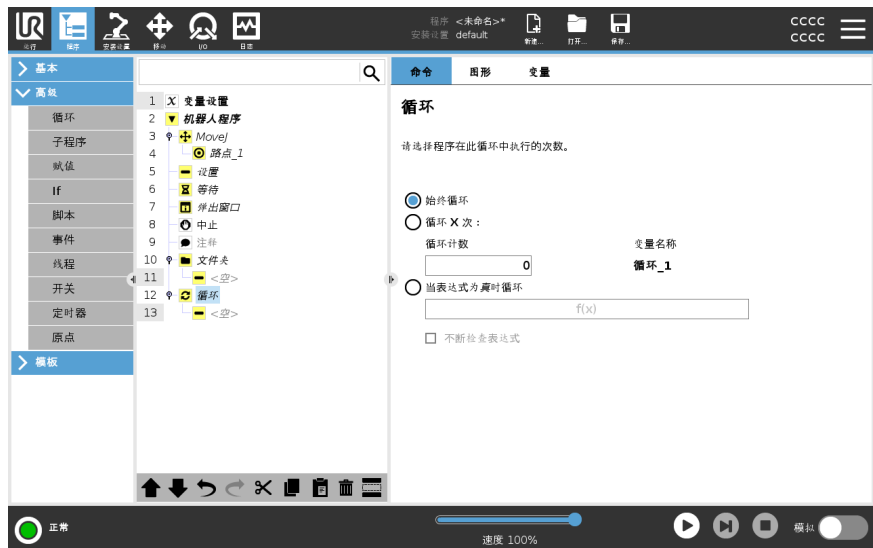 UR
运行
程序
安装设置
移动
I/O
日志
程序 <未命名>*
安装设置 default
新建...
打开...
保存...
CCCC
CCCC
基本
高级
循环
子程序
赋值
If
脚本
事件
线程
开关
定时器
原点
模板
1 X 变量设置
2 机器人程序
3 MoveJ
4 路点_1
5 设置
6 等待
7 弹出窗口
8 中止
9 注释
10 文件夹
11 <空>
12 循环
13 <空>
命令 图形 变量
循环
请选择程序在此循环中执行的次数。
始终循环
循环 X 次：
循环计数 变量名称
0 循环_1
当表达式为真时循环
f(x)
不断检查表达式
正常
速度 100%
模拟